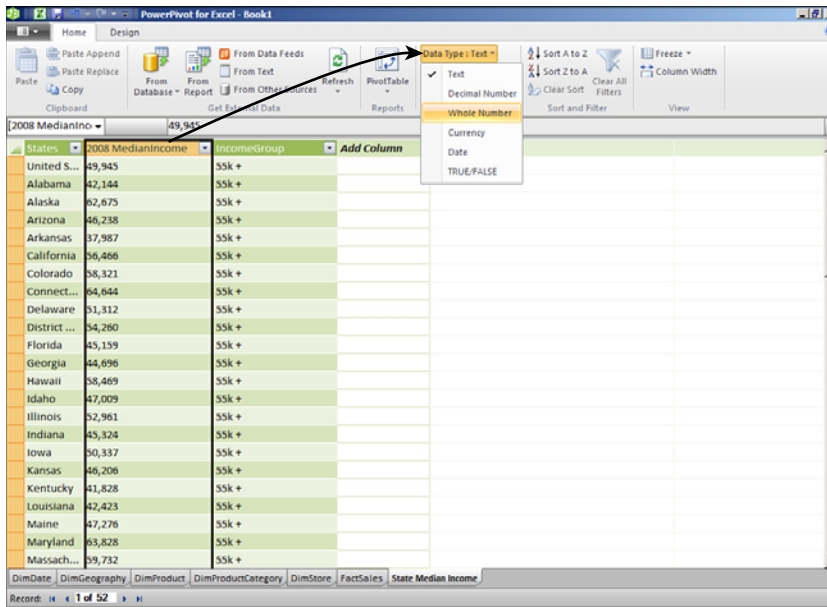 PowerPivot for Excel - Book1
Home Design
Paste
Paste Append
Paste Replace
Copy
Clipboard
From Database
From Report
From Data Feeds
From Text
From Other Sources
Get External Data
Refresh
PivotTable
Reports
Data Type : Text
Text
Decimal Number
Whole Number
Currency
Date
TRUE/FALSE
Sort A to Z
Sort Z to A
Clear Sort
Clear All Filters
Sort and Filter
Freeze
Column Width
View
[2008 MedianInc 49,945
States 2008 MedianIncome IncomeGroup Add Column
United S... 49,945 55k +
Alabama 42,144 55k +
Alaska 62,675 55k +
Arizona 46,238 55k +
Arkansas 37,987 55k +
California 56,466 55k +
Colorado 58,321 55k +
Connect... 64,644 55k +
Delaware 51,312 55k +
District ... 54,260 55k +
Florida 45,159 55k +
Georgia 44,696 55k +
Hawaii 58,469 55k +
Idaho 47,009 55k +
Illinois 52,961 55k +
Indiana 45,324 55k +
Iowa 50,337 55k +
Kansas 46,206 55k +
Kentucky 41,828 55k +
Louisiana 42,423 55k +
Maine 47,276 55k +
Maryland 63,828 55k +
Massach... 59,732 55k +
DimDate DimGeography DimProduct DimProductCategory DimStore FactSales State Median Income
Record: 1 of 52